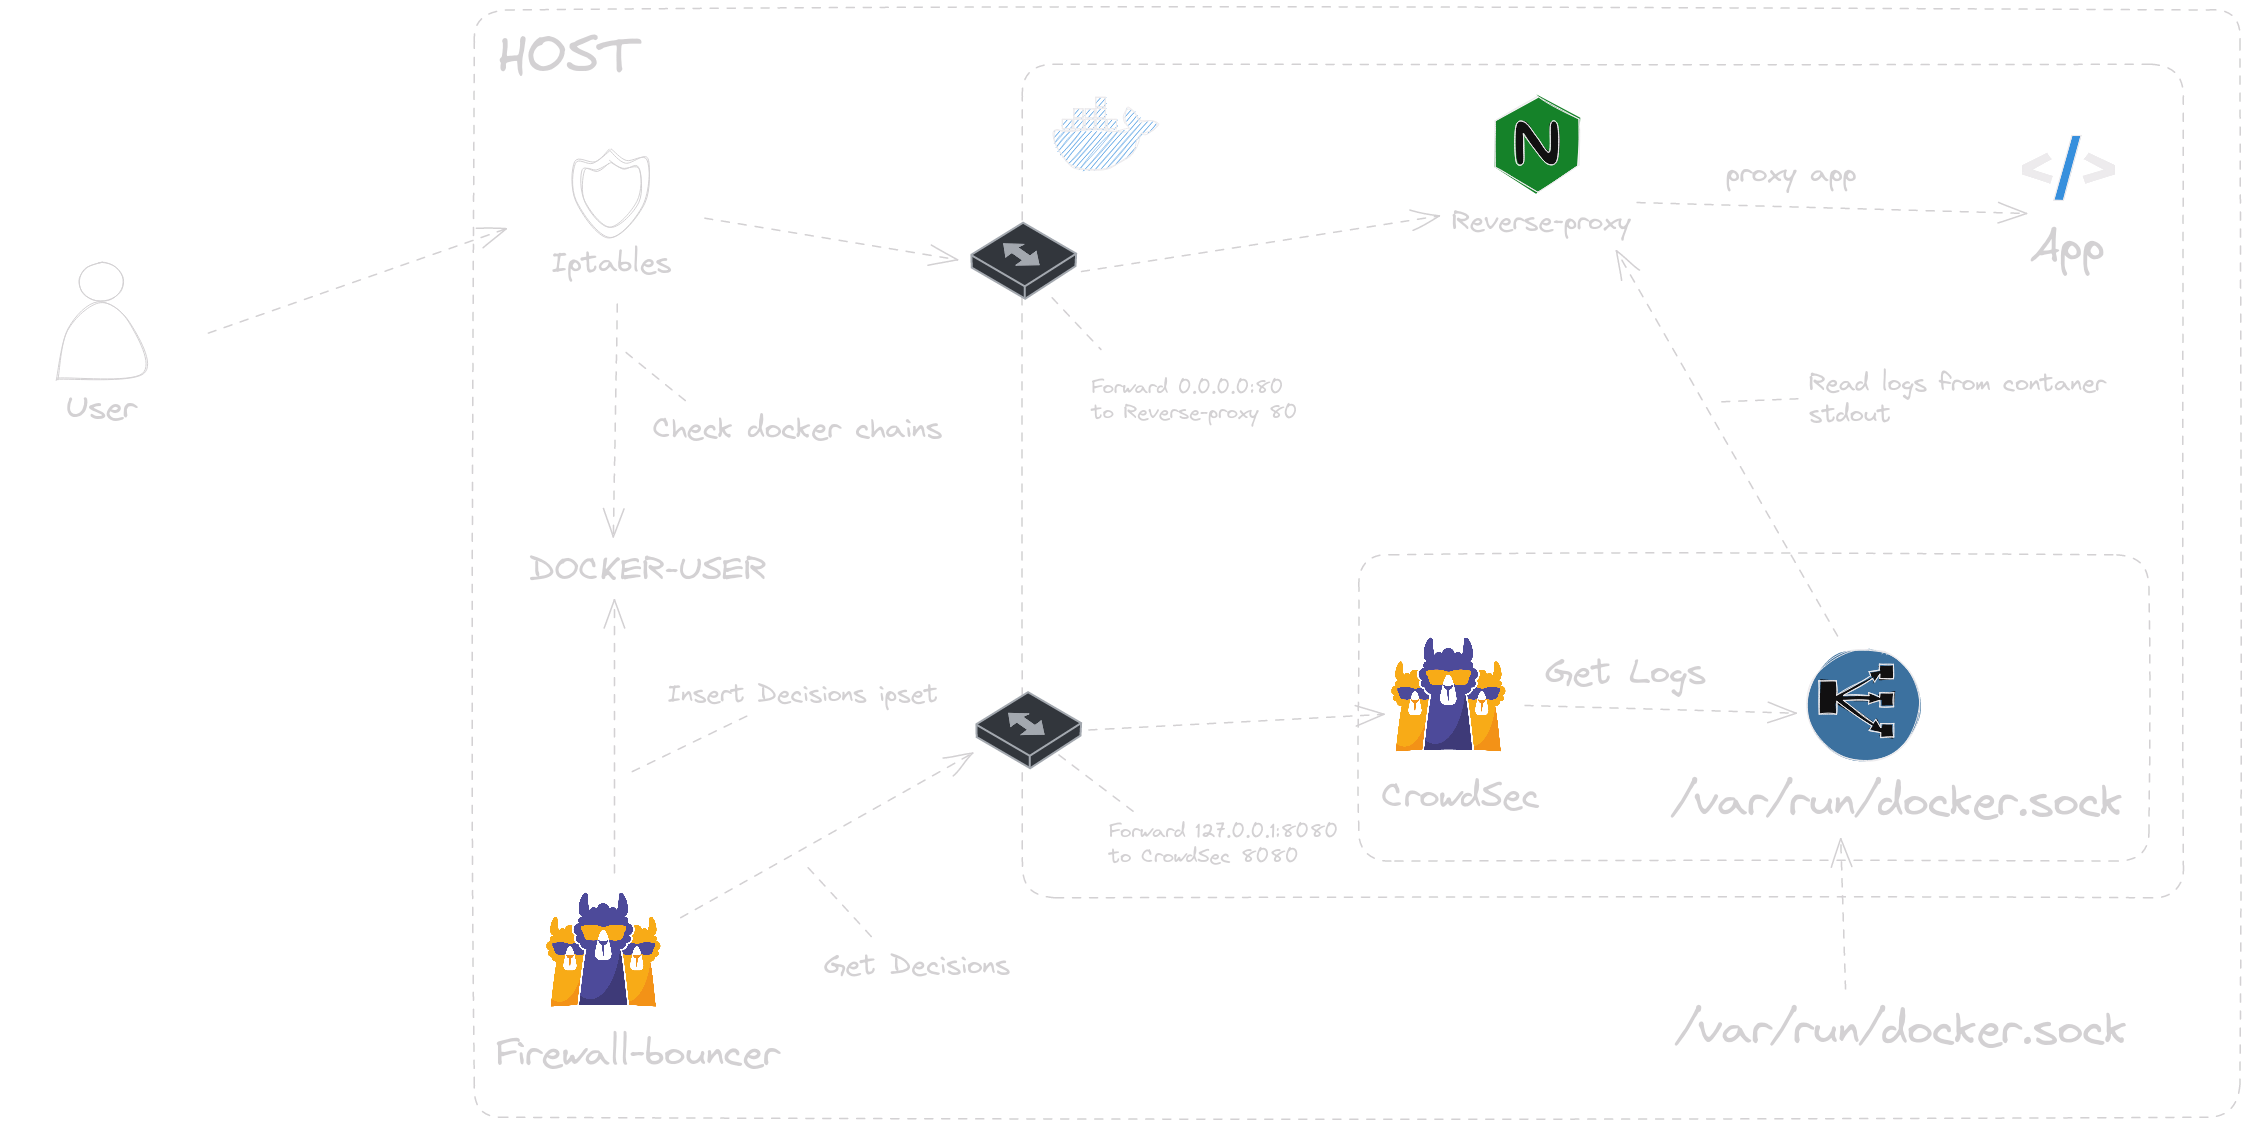 HOST
N
proxy app
Reverse-proxy
</>
App
Iptables
User
Forward 0.0.0.0:80
to Reverse-proxy 80
Read logs from contaner
stdout
Check docker chains
DOCKER-USER
Insert Decisions ipset
Get Logs
CrowdSec
/var/run/docker.sock
Forward 127.0.0.1:8080
to CrowdSec 8080
Get Decisions
Firewall-bouncer
/var/run/docker.sock